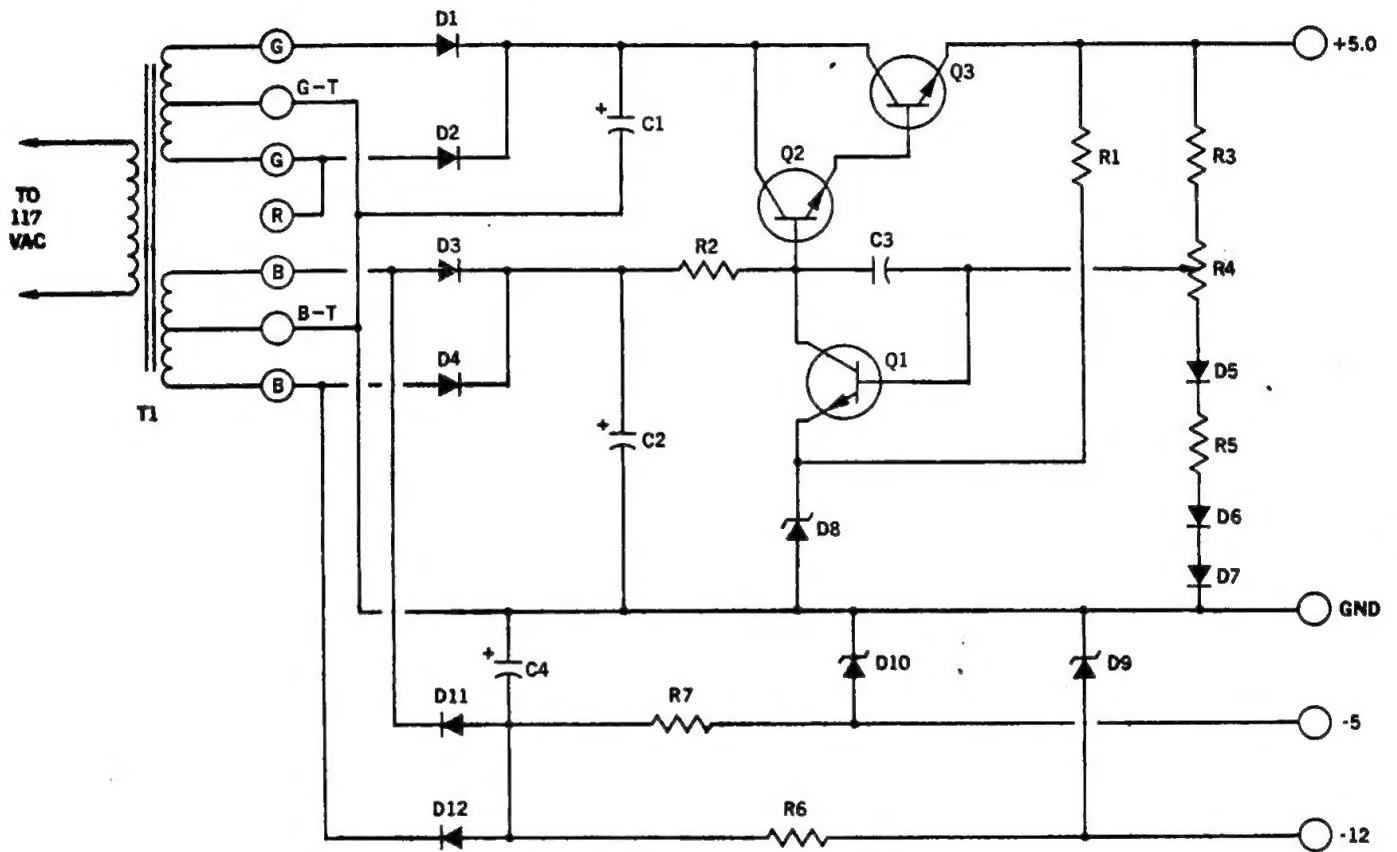 D1
G
+5.0
Q3
G-T
+
C1
D2
Q2
R1
R3
G
TO
117
VAC
R
D3
R2
C3
R4
B
B-T
D4
Q1
D5
B
T1
+
C2
R5
D8
D6
D7
GND
+
C4
D10
D9
D11
R7
-5
D12
R6
-12